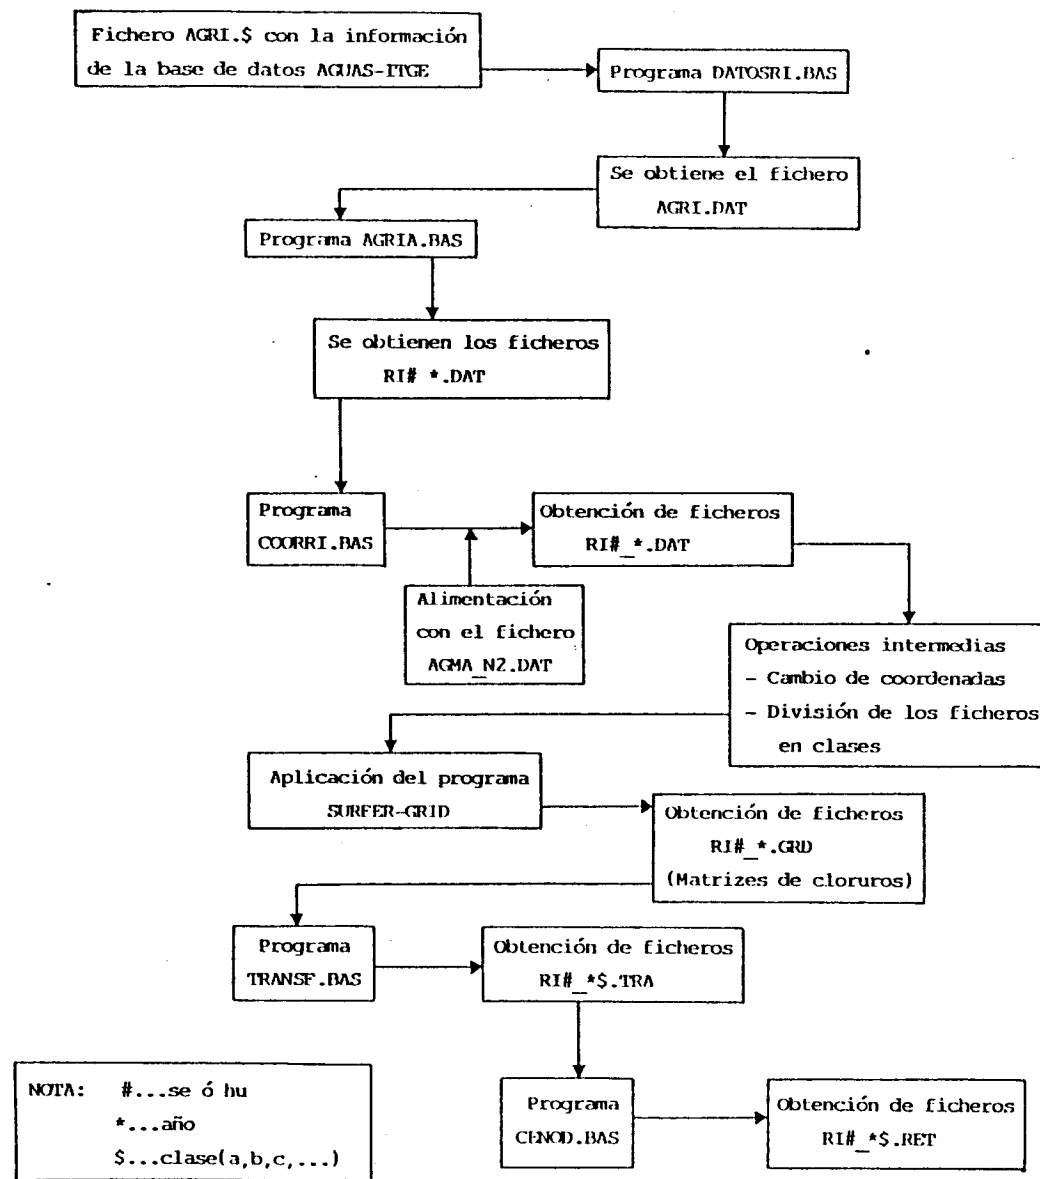 Fichero AGRI.$ con la información
de la base de datos AGUAS-ITGE
Programa DATOSRI.BAS
Se obtiene el fichero
AGRI.DAT
Programa AGRIA.BAS
Se obtienen los ficheros
RI# *.DAT
Programa
COORRI.BAS
Obtención de ficheros
RI#_*.DAT
Alimentación
con el fichero
AGMA_N2.DAT
Operaciones intermedias
- Cambio de coordenadas
- División de los ficheros
en clases
Aplicación del programa
SURFER-GRID
Obtención de ficheros
RI#_*.GRD
(Matrizes de cloruros)
Programa
TRANSF.BAS
Obtención de ficheros
RI#_*$.TRA
Programa
CENOD.BAS
Obtención de ficheros
RI#_*$.RET
NOTA: #...se ó hu
*...año
$...clase(a,b,c,...)